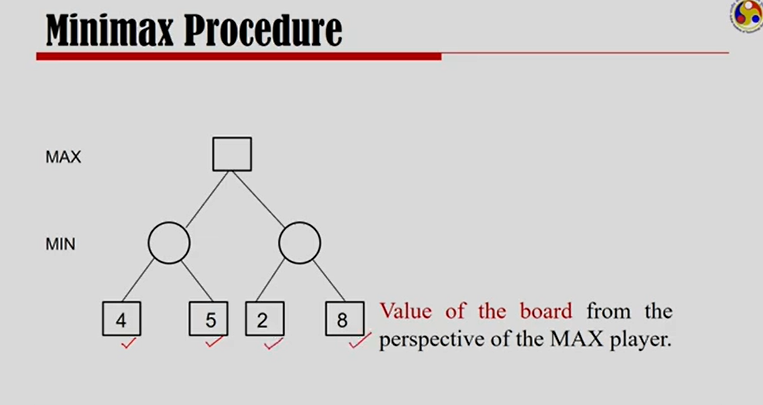 Minimax Procedure
MAX
MIN
4 5 2 8
Value of the board from the
perspective of the MAX player.